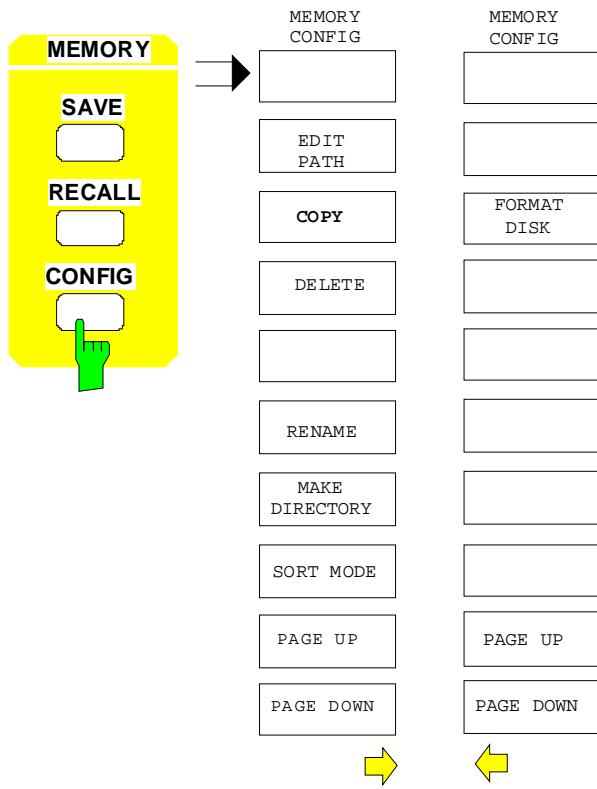 MEMORY
SAVE
RECALL
CONFIG
MEMORY
CONFIG
EDIT
PATH
COPY
DELETE
RENAME
MAKE
DIRECTORY
SORT MODE
PAGE UP
PAGE DOWN
MEMORY
CONFIG
FORMAT
DISK
PAGE UP
PAGE DOWN